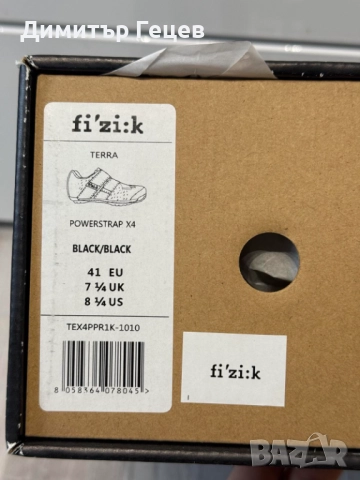 Димитър Гецев
fi'zi:k
TERRA
POWERSTRAP X4
BLACK/BLACK
41 EU
7 ¼ UK
8 ¼ US
TEX4PPR1K-1010
8 058364 078045 >
fi'zi:k
BAZAR